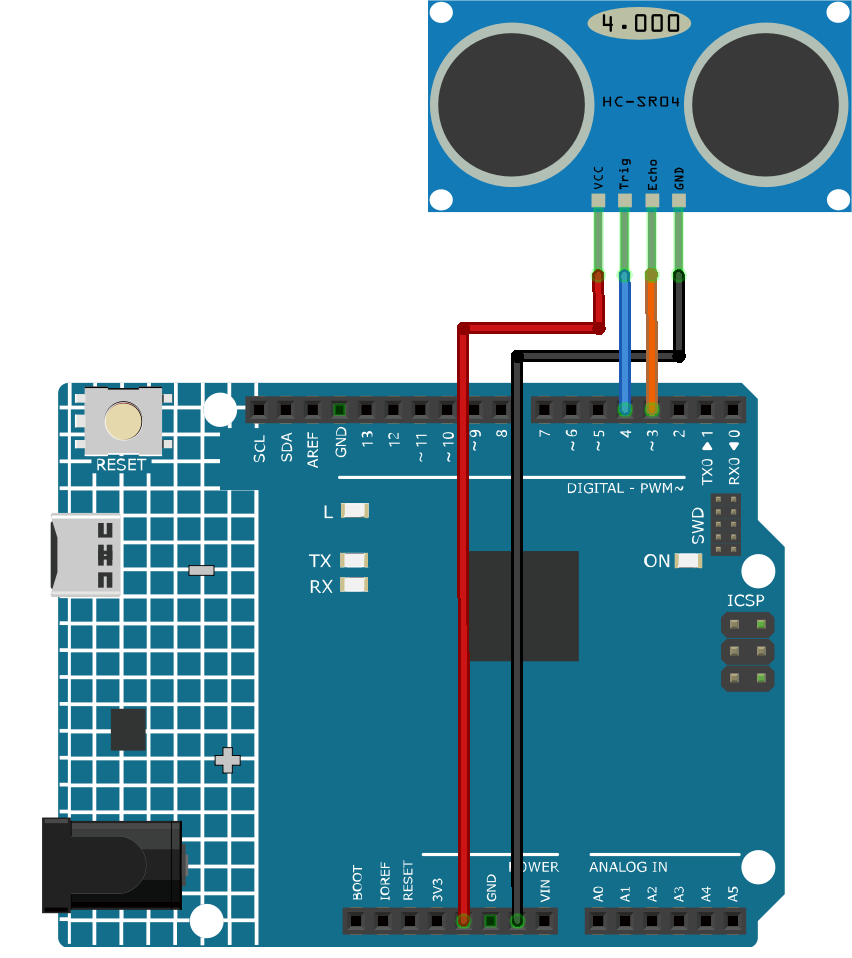 4.000
HC-SR04
VCC
Trig
Echo
GND
SCL
SDA
AREF
GND
13
12
~11
~10
~9
8
7
~6
~5
4
~3
2
TX0 ▶ 1
RX0 ◀ 0
RESET
DIGITAL - PWM~
L
TX
RX
ON
SWD
ICSP
BOOT
IOREF
RESET
3V3
GND
POWER
VIN
ANALOG IN
A0
A1
A2
A3
A4
A5